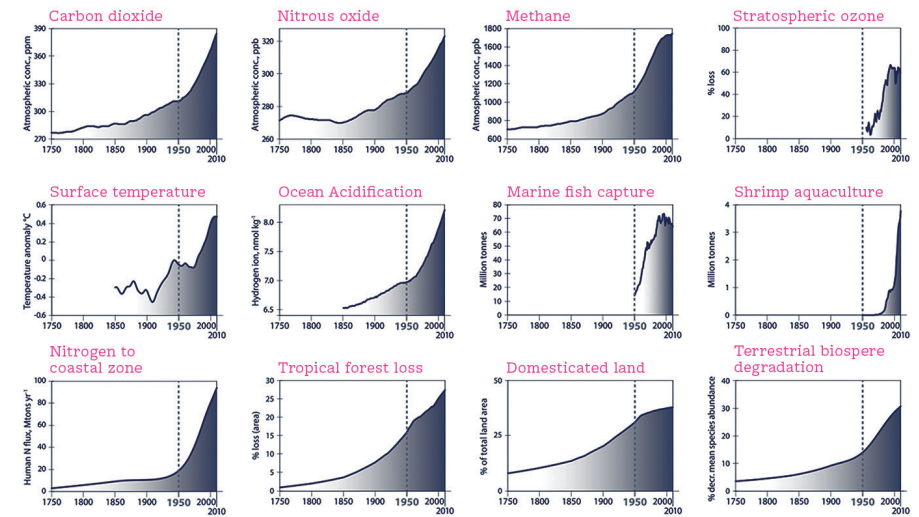 Carbon dioxide
Atmospheric conc., ppm
390
360
330
300
270
1750 1800 1850 1900 1950 2000
2010
Nitrous oxide
Atmospheric conc., ppb
320
300
280
260
1750 1800 1850 1900 1950 2000
2010
Methane
Atmospheric conc., ppb
1800
1600
1400
1200
1000
800
600
1750 1800 1850 1900 1950 2000
2010
Stratospheric ozone
% loss
100
80
60
40
20
0
1750 1800 1850 1900 1950 2000
2010
Surface temperature
Temperature anomaly °C
0.6
0.4
0.2
0
-0.2
-0.4
-0.6
1750 1800 1850 1900 1950 2000
2010
Ocean Acidification
Hydrogen ion, nmol kg-1
8.0
7.5
7.0
6.5
1750 1800 1850 1900 1950 2000
2010
Marine fish capture
Million tonnes
80
70
60
50
40
30
20
10
0
1750 1800 1850 1900 1950 2000
2010
Shrimp aquaculture
Million tonnes
4
3
2
1
0
1750 1800 1850 1900 1950 2000
2010
Nitrogen to
coastal zone
Human N flux, Mtons yr-1
100
80
60
40
20
0
1750 1800 1850 1900 1950 2000
2010
Tropical forest loss
% loss (area)
30
25
20
15
10
5
0
1750 1800 1850 1900 1950 2000
2010
Domesticated land
% of total land area
50
25
0
1750 1800 1850 1900 1950 2000
2010
Terrestrial biospere
degradation
% decr. mean species abundance
40
30
20
10
0
1750 1800 1850 1900 1950 2000
2010